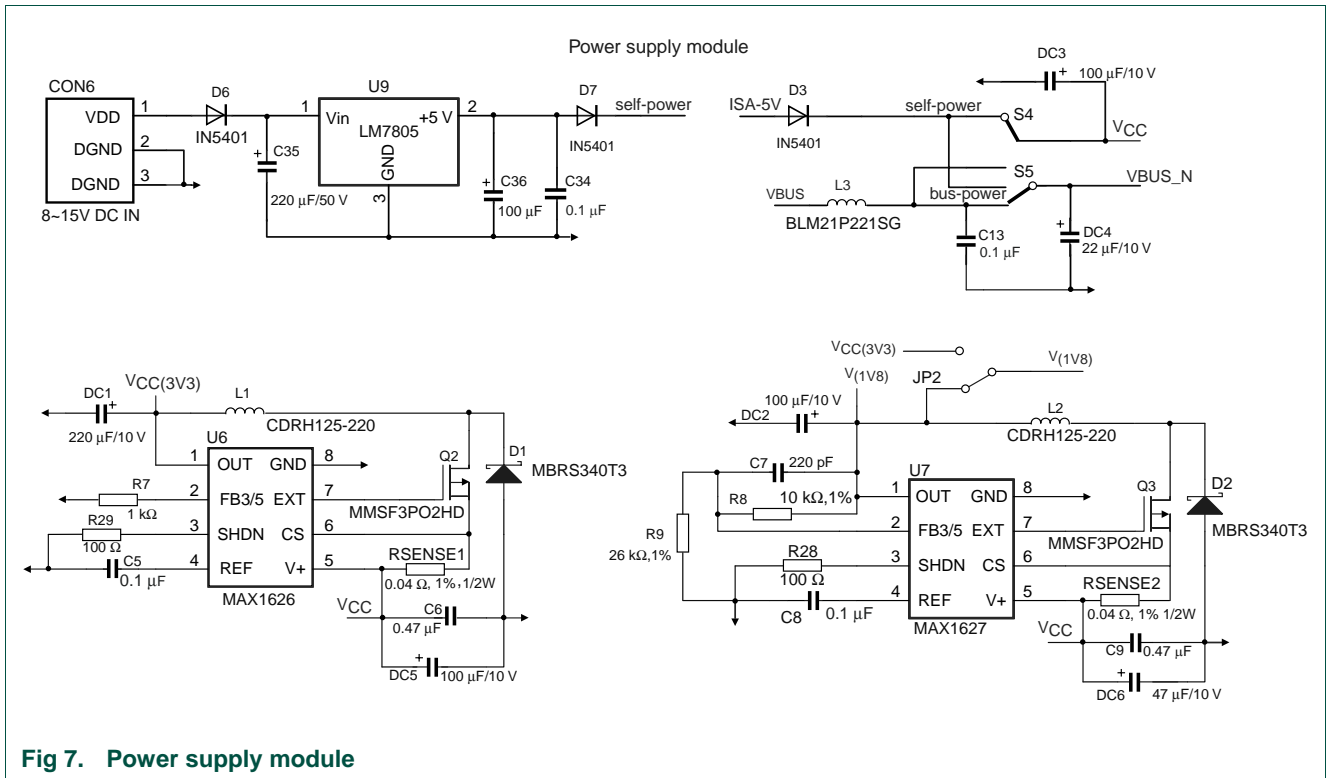 Power supply module
CON6
VDD 1
DGND 2
DGND 3
8~15V DC IN
D6
IN5401
C35
220 μF/50 V
U9
1 Vin +5 V 2
LM7805
GND
3
C36
100 μF
C34
0.1 μF
D7
IN5401
self-power
ISA-5V
D3
IN5401
self-power
S4
DC3
100 μF/10 V
VCC
S5
VBUS
L3
BLM21P221SG
bus-power
VBUS_N
C13
0.1 μF
DC4
22 μF/10 V
VCC(3V3)
DC1
220 μF/10 V
L1
CDRH125-220
U6
1 OUT GND 8
2 FB3/5 EXT 7
3 SHDN CS 6
4 REF V+ 5
MAX1626
R7
1 kΩ
R29
100 Ω
C5
0.1 μF
Q2
MMSF3PO2HD
D1
MBRS340T3
RSENSE1
0.04 Ω, 1%, 1/2W
VCC
C6
0.47 μF
DC5
100 μF/10 V
VCC(3V3)
V(1V8)
JP2
V(1V8)
100 μF/10 V
DC2
L2
CDRH125-220
C7
220 pF
R8
10 kΩ,1%
R9
26 kΩ,1%
U7
1 OUT GND 8
2 FB3/5 EXT 7
3 SHDN CS 6
4 REF V+ 5
MAX1627
R28
100 Ω
C8
0.1 μF
Q3
MMSF3PO2HD
D2
MBRS340T3
RSENSE2
0.04 Ω, 1% 1/2W
VCC
C9
0.47 μF
DC6
47 μF/10 V
Fig 7. Power supply module